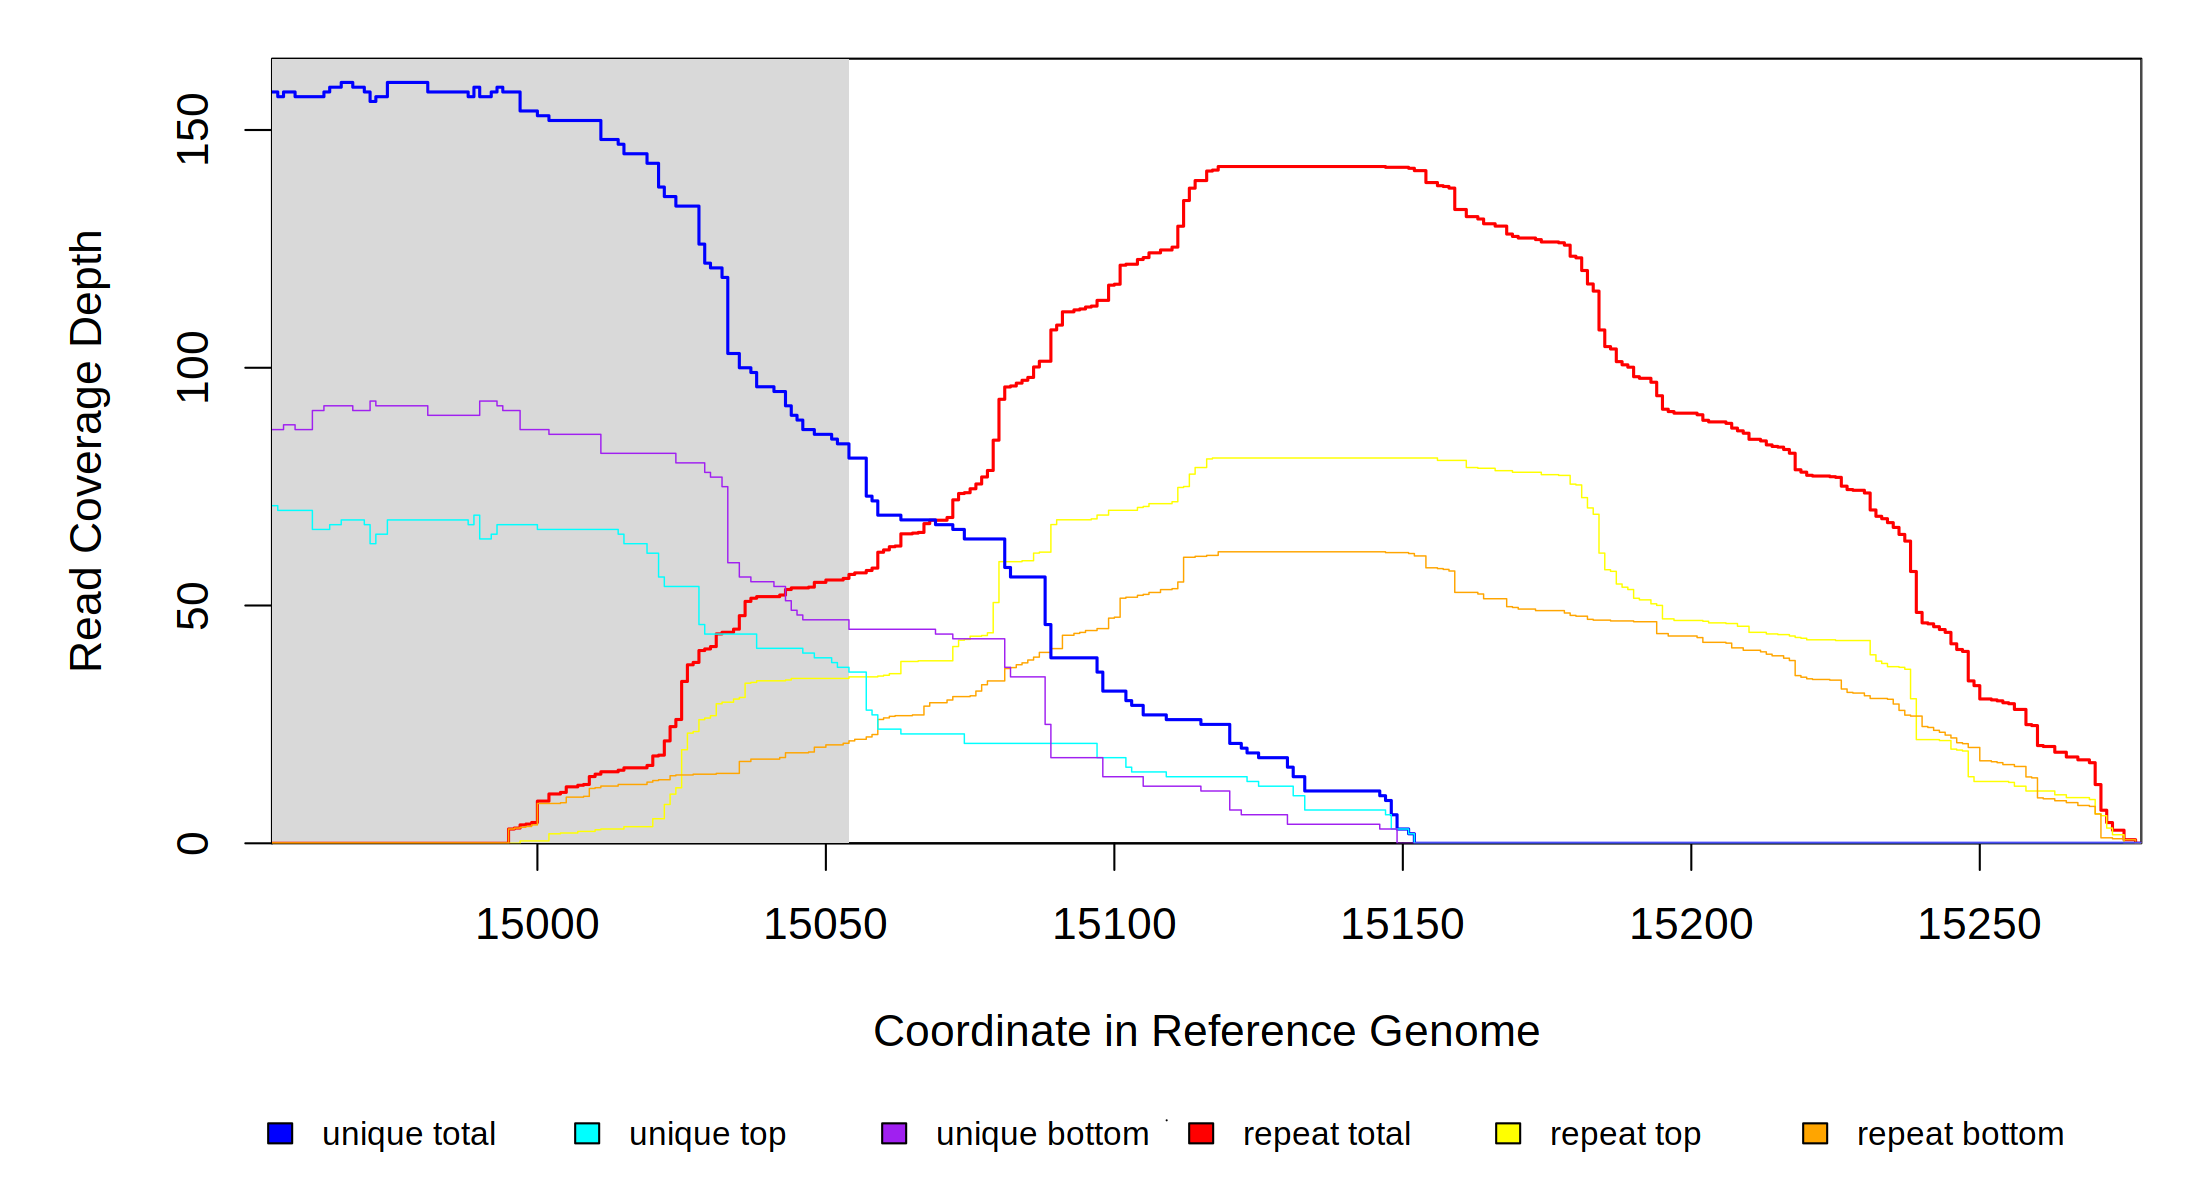 Read Coverage Depth
150
100
50
0
15000 15050 15100 15150 15200 15250
Coordinate in Reference Genome
unique total unique top unique bottom repeat total repeat top repeat bottom